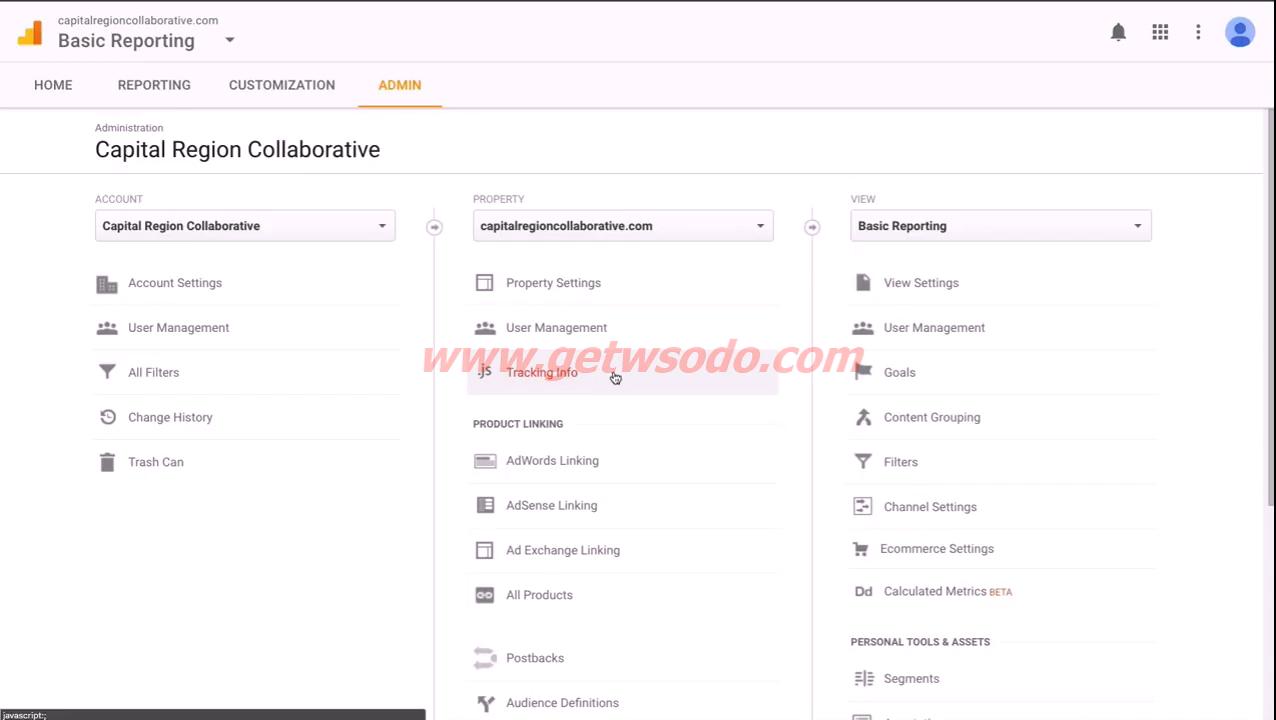 capitalregioncollaborative.com
Basic Reporting
HOME
REPORTING
CUSTOMIZATION
ADMIN
Administration
Capital Region Collaborative
ACCOUNT
Capital Region Collaborative
Account Settings
User Management
All Filters
Change History
Trash Can
PROPERTY
capitalregioncollaborative.com
Property Settings
User Management
www.getwsodo.com
.js
Tracking Info
PRODUCT LINKING
AdWords Linking
AdSense Linking
Ad Exchange Linking
All Products
Postbacks
Audience Definitions
VIEW
Basic Reporting
View Settings
User Management
Goals
Content Grouping
Filters
Channel Settings
Ecommerce Settings
Dd
Calculated Metrics BETA
PERSONAL TOOLS & ASSETS
Segments
javascript:;